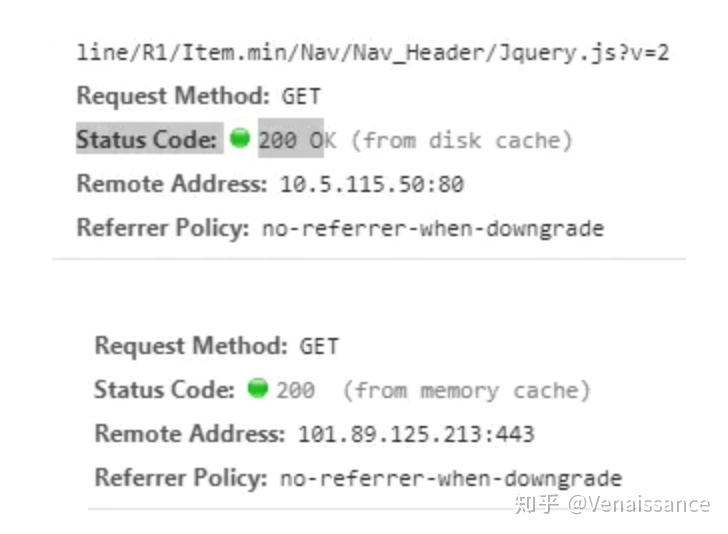 line/R1/Item.min/Nav/Nav_Header/Jquery.js?v=2
Request Method: GET
Status Code: 200 OK (from disk cache)
Remote Address: 10.5.115.50:80
Referrer Policy: no-referrer-when-downgrade
Request Method: GET
Status Code: 200 (from memory cache)
Remote Address: 101.89.125.213:443
Referrer Policy: no-referrer-when-downgrade
知乎 @Venaissance